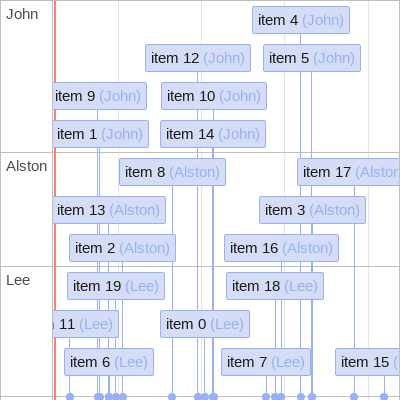 John
item 4 (John)
item 12 (John)
item 5 (John)
item 9 (John)
item 10 (John)
item 1 (John)
item 14 (John)
Alston
item 8 (Alston)
item 17 (Alston
item 13 (Alston)
item 3 (Alston)
item 2 (Alston)
item 16 (Alston)
Lee
item 19 (Lee)
item 18 (Lee)
11 (Lee)
item 0 (Lee)
item 6 (Lee)
item 7 (Lee)
item 15 (